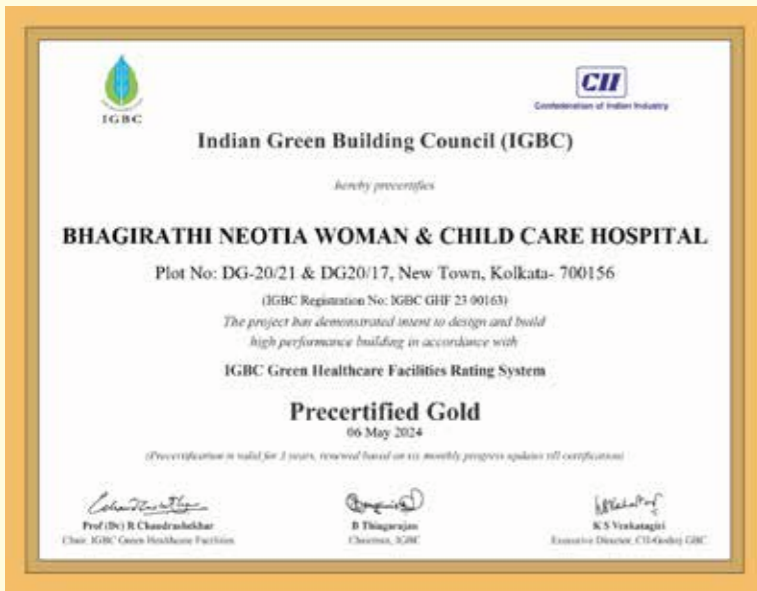 IGBC
CII
Confederation of Indian Industry
Indian Green Building Council (IGBC)
hereby precertifies
BHAGIRATHI NEOTIA WOMAN & CHILD CARE HOSPITAL
Plot No: DG-20/21 & DG20/17, New Town, Kolkata- 700156
(IGBC Registration No: IGBC GHF 23 00163)
The project has demonstrated intent to design and build
high performance building in accordance with
IGBC Green Healthcare Facilities Rating System
Precertified Gold
06 May 2024
(Precertification is valid for years, renewed based on six monthly progress updates till certification)
Prof (Dr) R Chandrashekhar
Chair, IGBC Green Healthcare Facilities
B Thiagarajan
Chairman, IGBC
K S Venkatagiri
Executive Director, CII-Godrej GBC